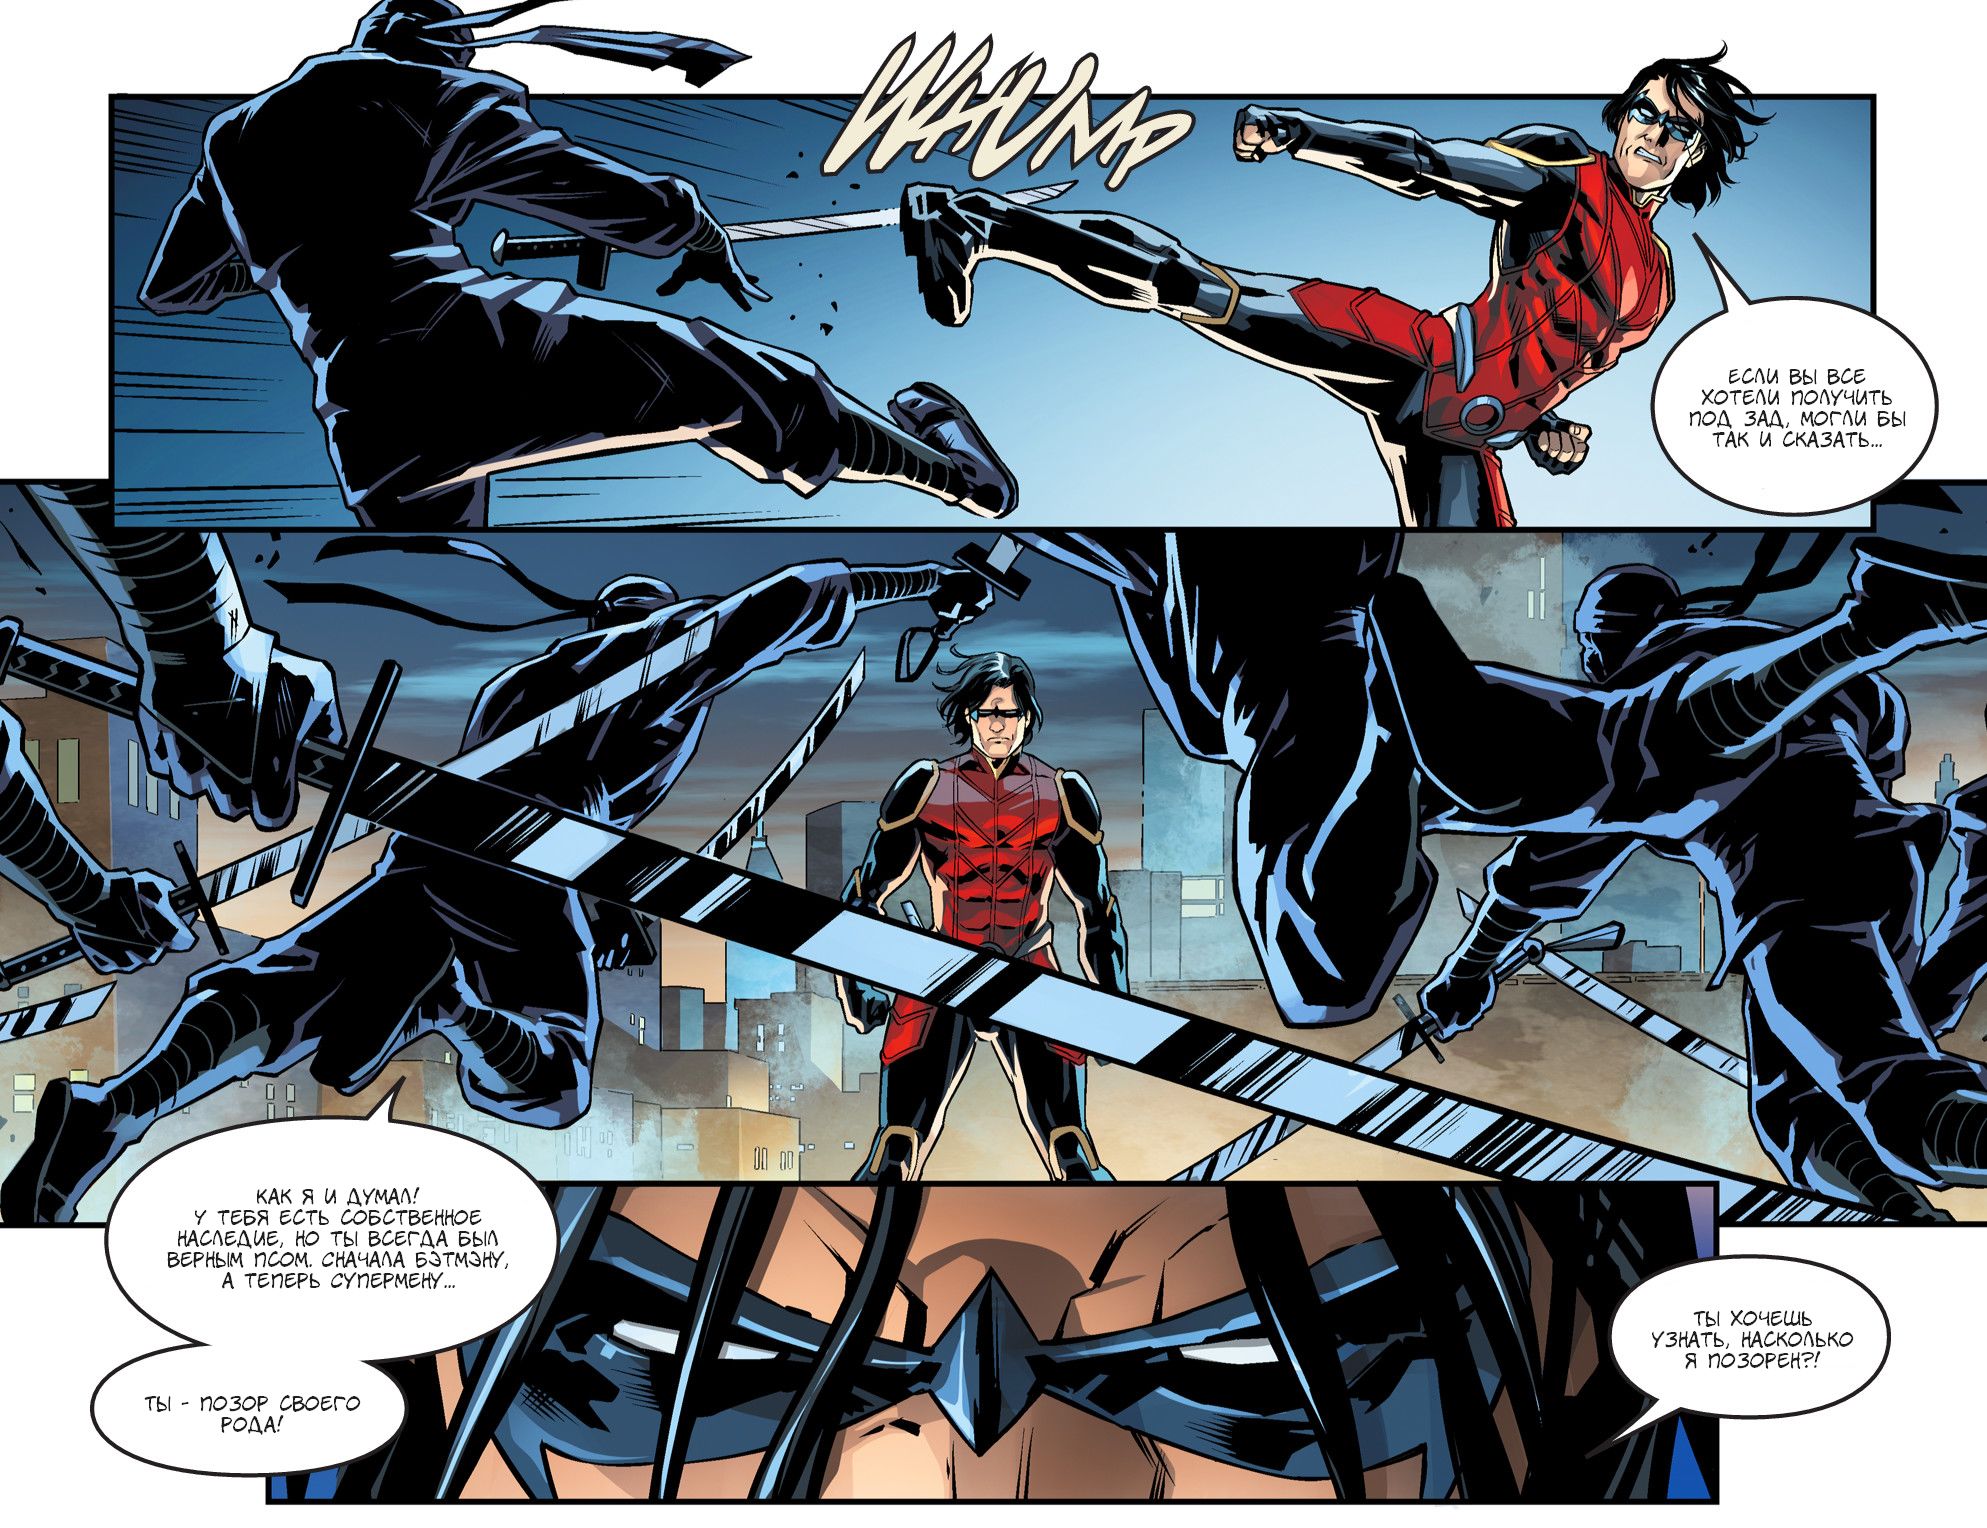 WHUMP
ЕСЛИ ВЫ ВСЕ
ХОТЕЛИ ПОЛУЧИТЬ
ПОД ЗАД, МОГЛИ БЫ
ТАК И СКАЗАТЬ...
КАК Я И ДУМАЛ!
У ТЕБЯ ЕСТЬ СОБСТВЕННОЕ
НАСЛЕДИЕ, НО ТЫ ВСЕГДА БЫЛ
ВЕРНЫМ ПСОМ. СНАЧАЛА БЭТМЭНУ,
А ТЕПЕРЬ СУПЕРМЕНУ...
ТЫ - ПОЗОР СВОЕГО
РОДА!
ТЫ ХОЧЕШЬ
УЗНАТЬ, НАСКОЛЬКО
Я ПОЗОРЕН?!